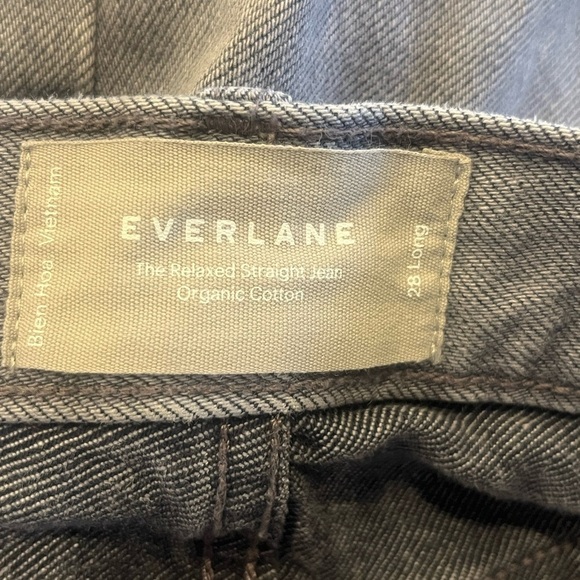 EVERLANE
The Relaxed Straight Jean
Organic Cotton
Bien Hoa Vietnam
28 Long